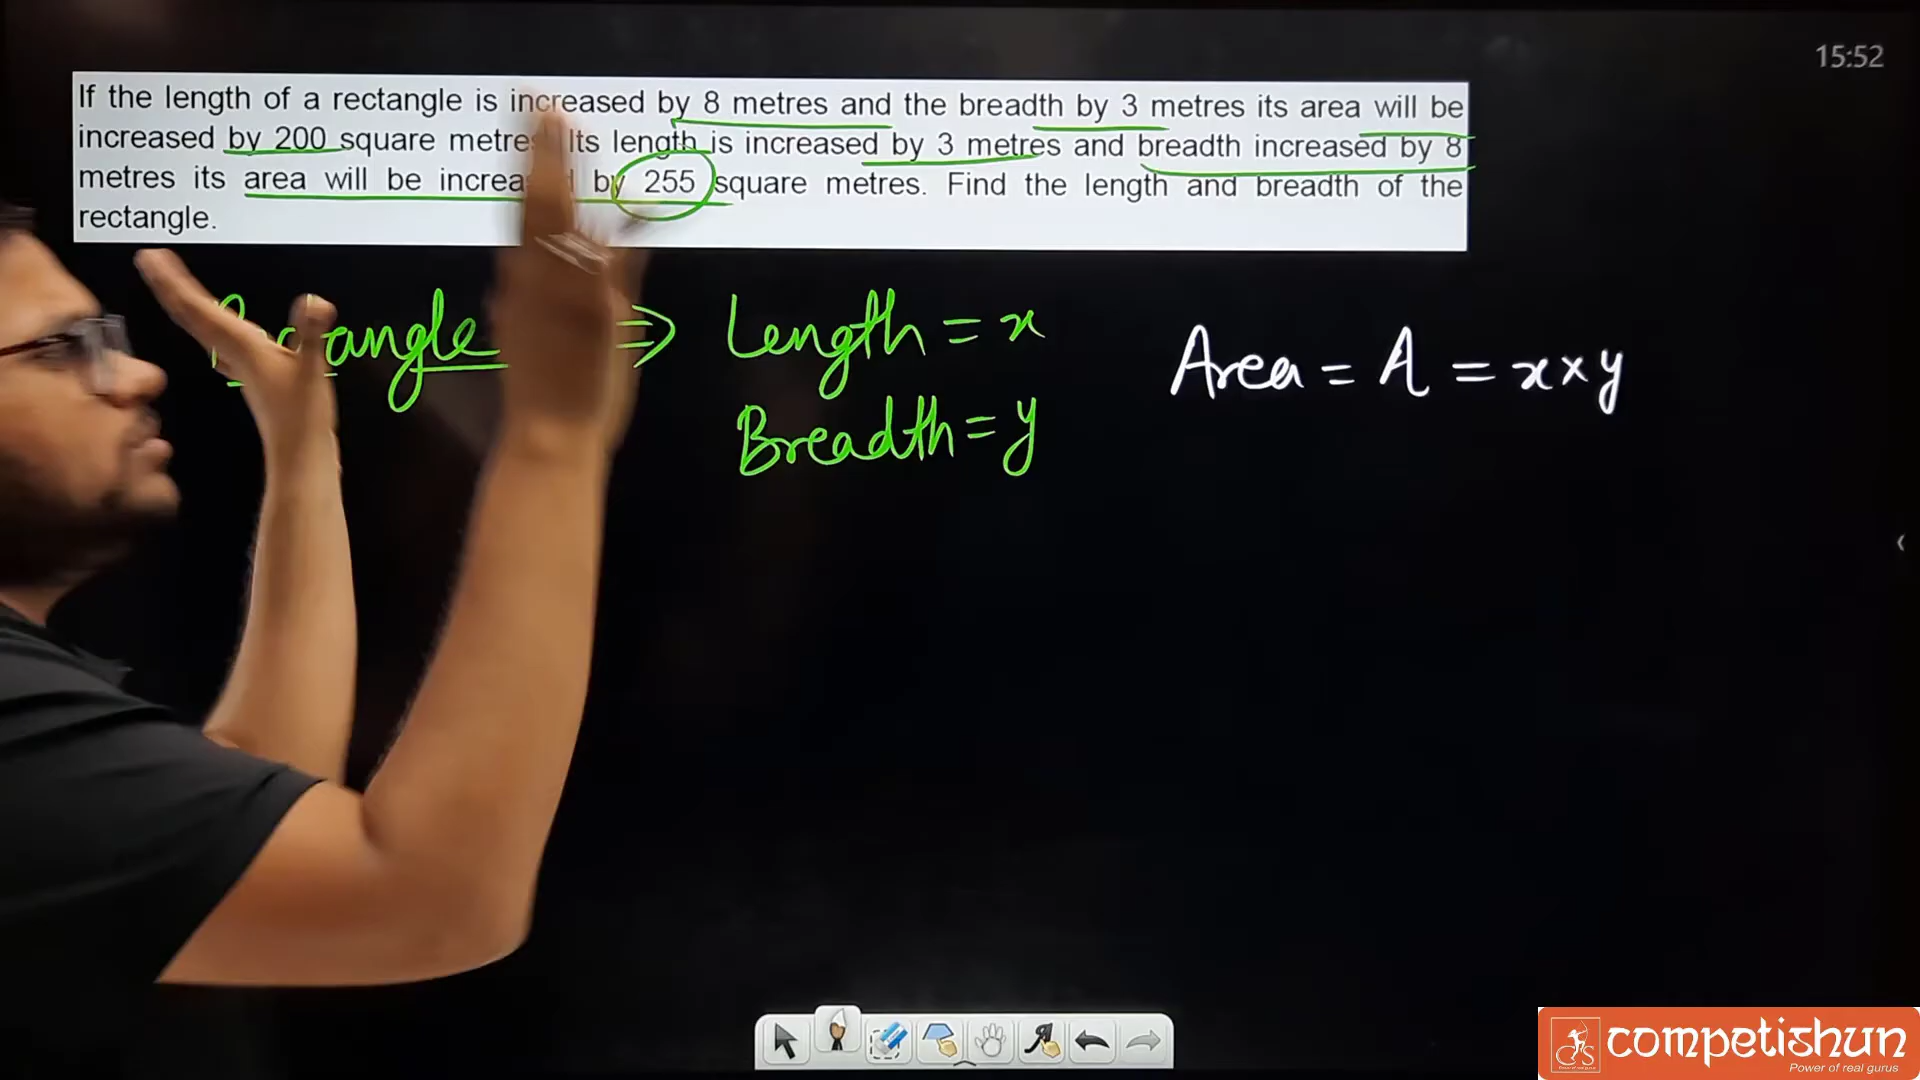 15:52
If the length of a rectangle is increased by 8 metres and the breadth by 3 metres its area will be
increased by 200 square metres. Its length is increased by 3 metres and breadth increased by 8
metres its area will be increased by 255 square metres. Find the length and breadth of the
rectangle.
Rectangle ⇒ Length = x
Area = A = x × y
Breadth = y
competishun
Power of real gurus